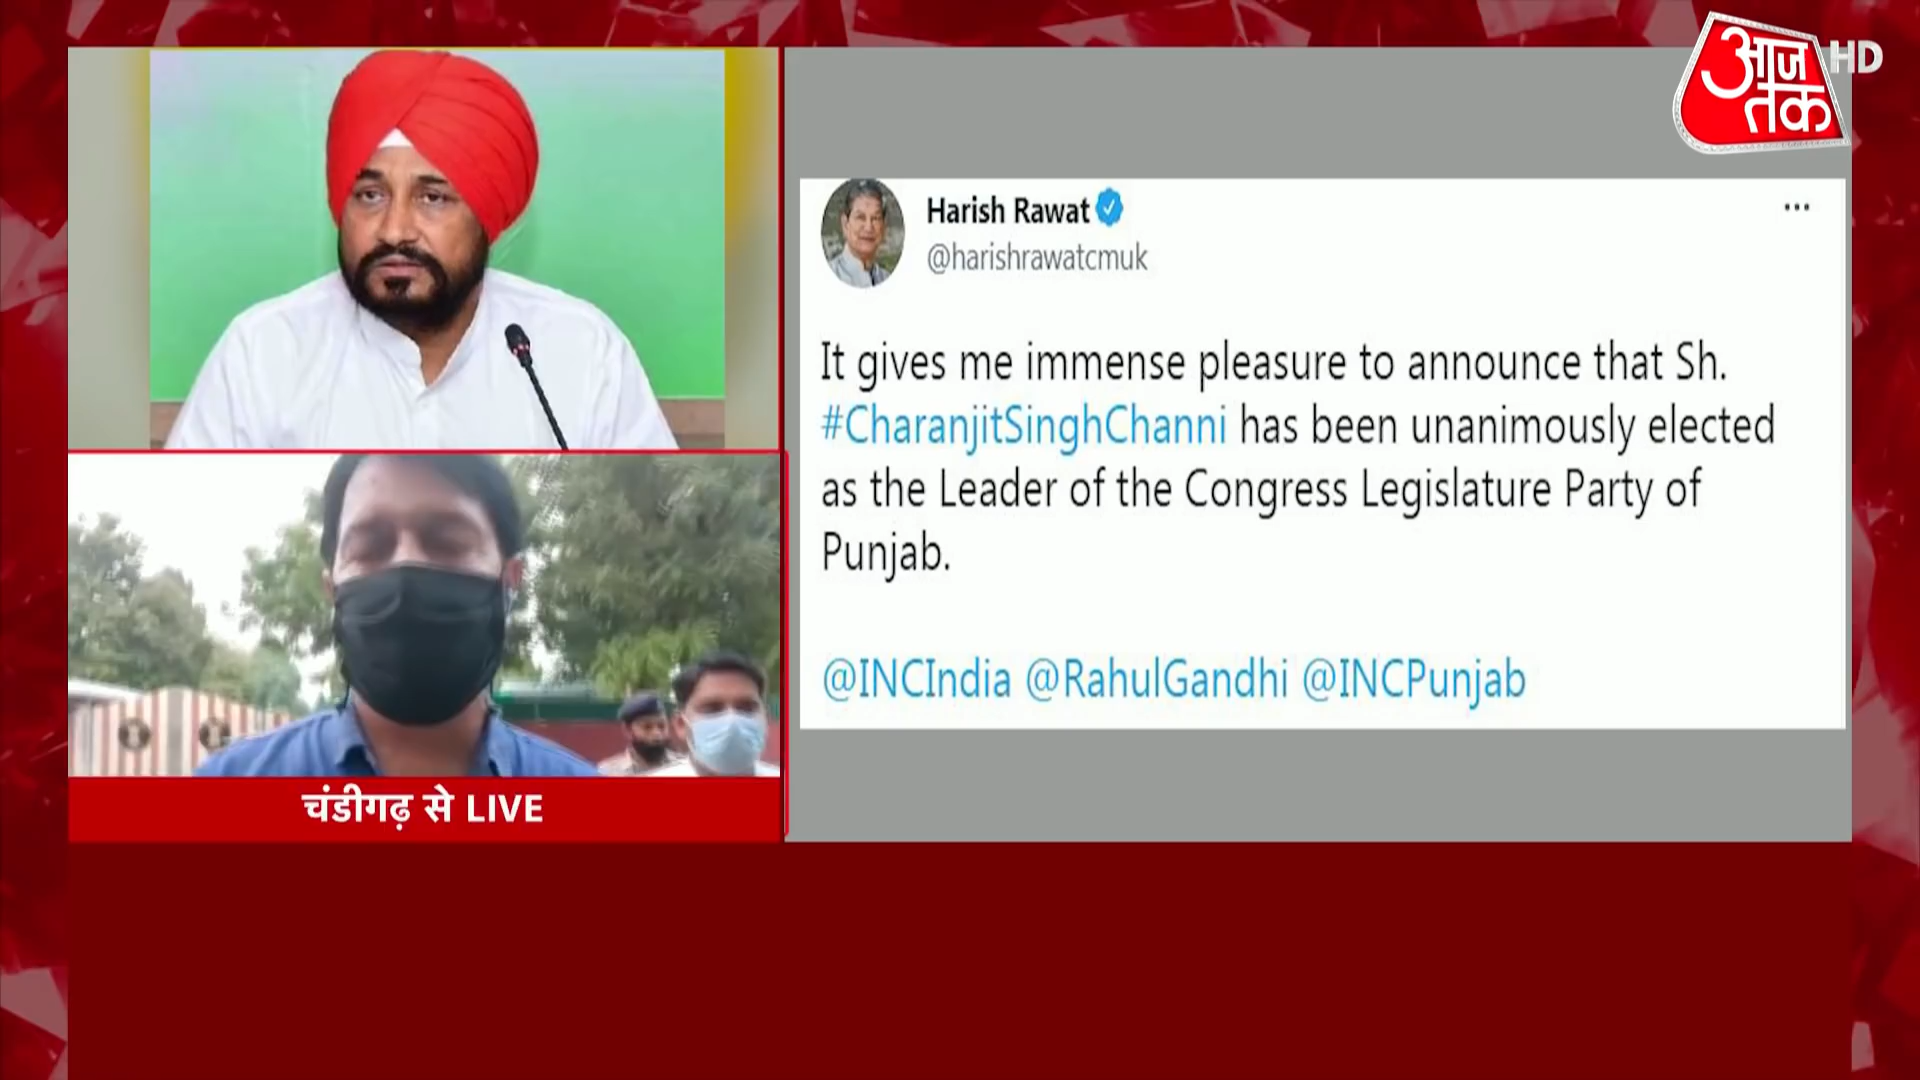 आज
तक
HD
Harish Rawat
@harishrawatcmuk
It gives me immense pleasure to announce that Sh.
#CharanjitSinghChanni has been unanimously elected
as the Leader of the Congress Legislature Party of
Punjab.
@INCIndia @RahulGandhi @INCPunjab
चंडीगढ़ से LIVE